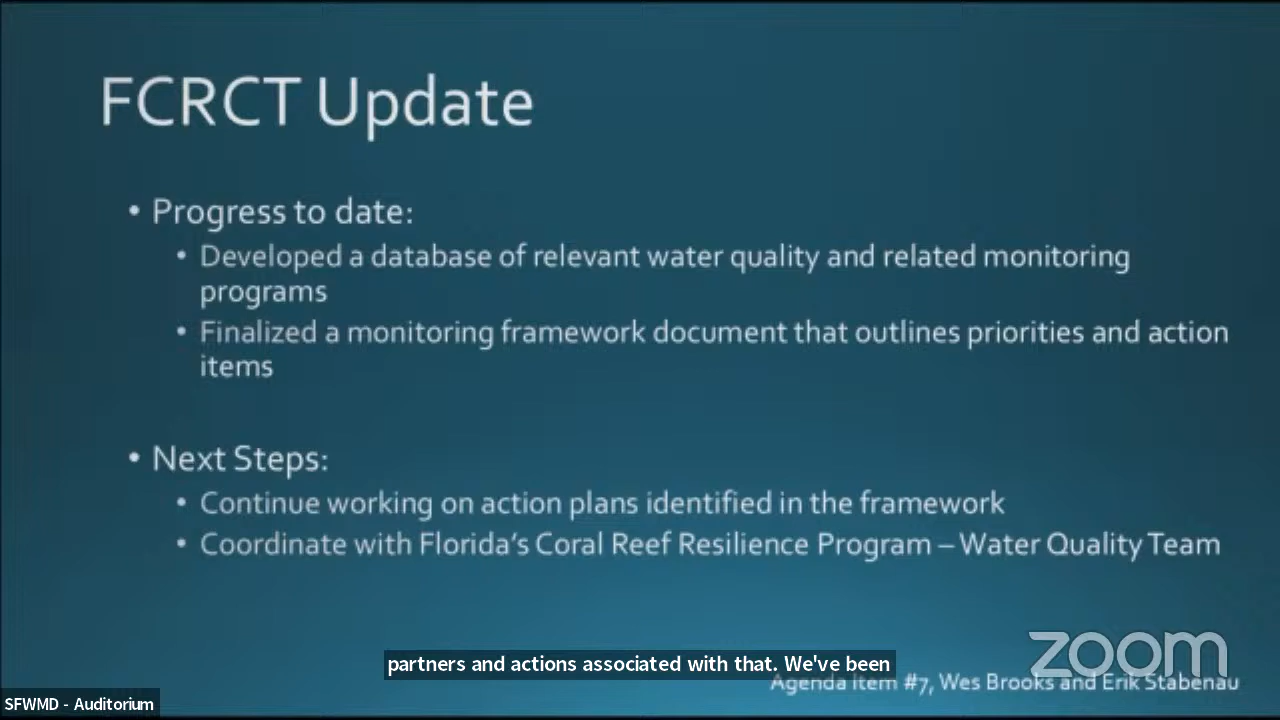 FCRCT Update
• Progress to date:
• Developed a database of relevant water quality and related monitoring
programs
• Finalized a monitoring framework document that outlines priorities and action
items
• Next Steps:
• Continue working on action plans identified in the framework
• Coordinate with Florida's Coral Reef Resilience Program – Water Quality Team
zoom
partners and actions associated with that. We've been
Agenda Item #7, Wes Brooks and Erik Stabenau
SFWMD - Auditorium